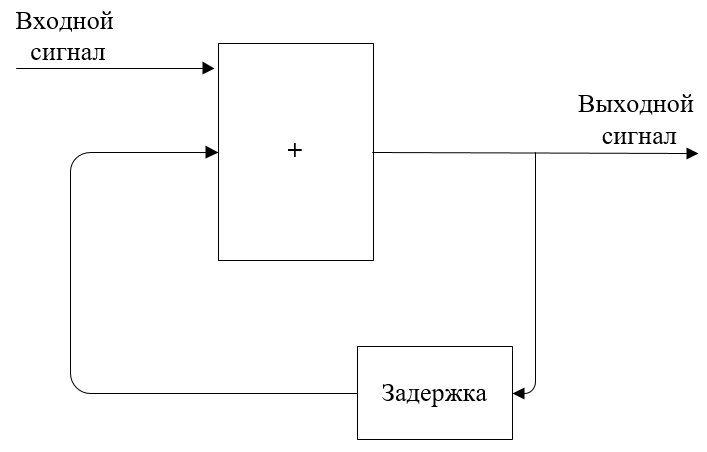 Входной
сигнал
Выходной
сигнал
+
Задержка